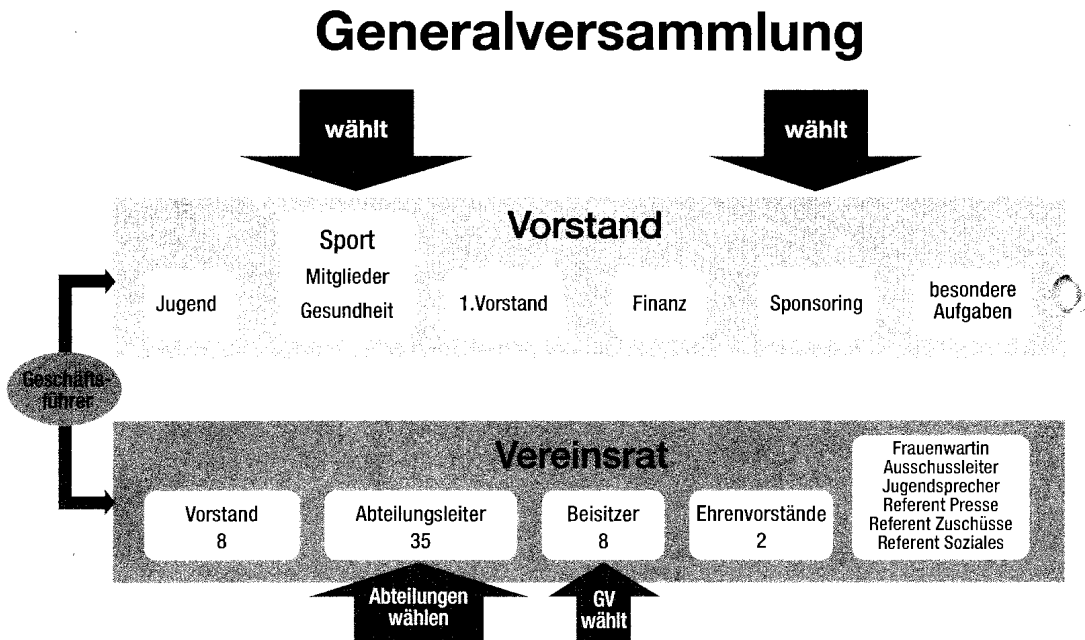 Generalversammlung
wählt
wählt
Vorstand
Jugend
Sport
Mitglieder
Gesundheit
1.Vorstand
Finanz
Sponsoring
besondere
Aufgaben
Geschäfts-
führer
Vereinsrat
Vorstand
8
Abteilungsleiter
35
Beisitzer
8
Ehrenvorstände
2
Frauenwartin
Ausschussleiter
Jugendsprecher
Referent Presse
Referent Zuschüsse
Referent Soziales
Abteilungen
wählen
GV
wählt